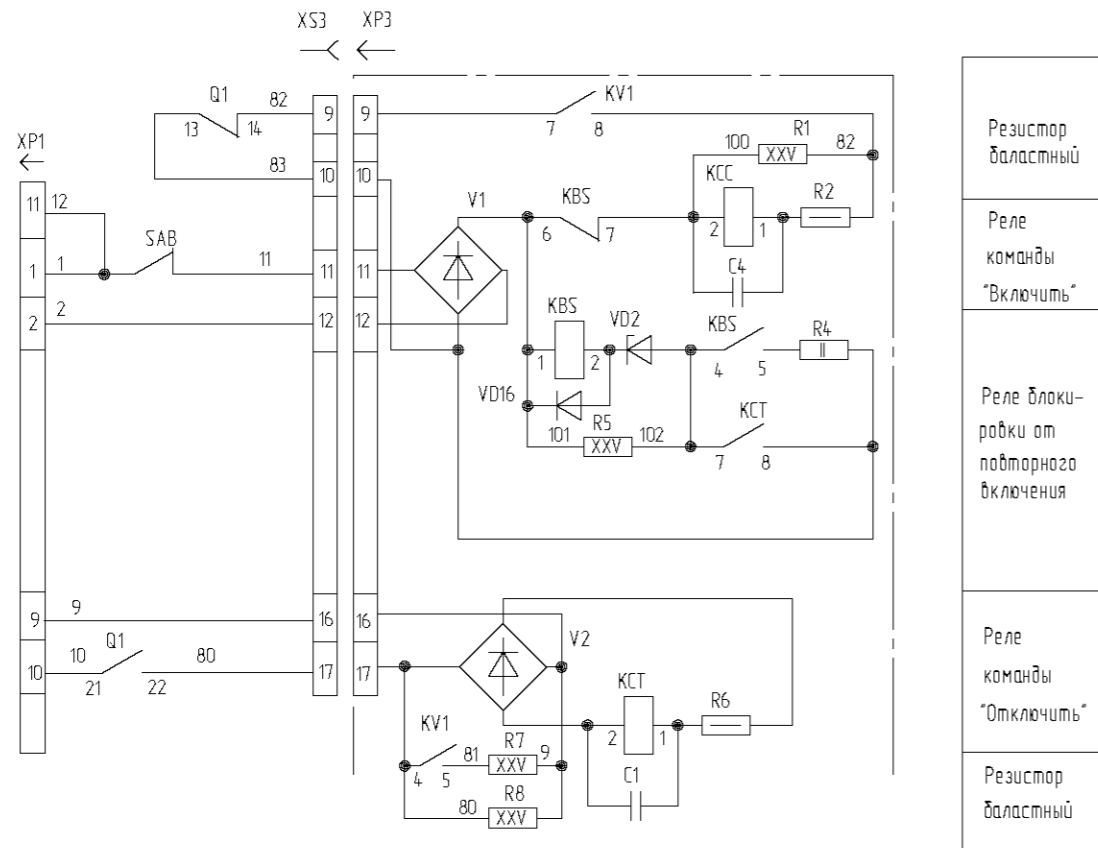 XS3 XP3
Q1 82 9 9 KV1
13 14 7 8
XP1 83 10 10 100 R1 82
XXV
11 12 V1 KBS KCC R2
6 7 2 1
SAB
1 1 11 11 11 C4
2 2 12 12 KBS VD2 KBS R4
1 2 4 5
VD16 KCT
101 R5 102
XXV 7 8
9 9 16 16
Q1 V2
10 10 80 17 17
21 22
KCT R6
2 1
KV1 81 R7 9 C1
4 5 XXV
80 R8
XXV
Резистор
баластный
Реле
команды
"Включить"
Реле блоки-
ровки от
повторного
включения
Реле
команды
"Отключить"
Резистор
баластный